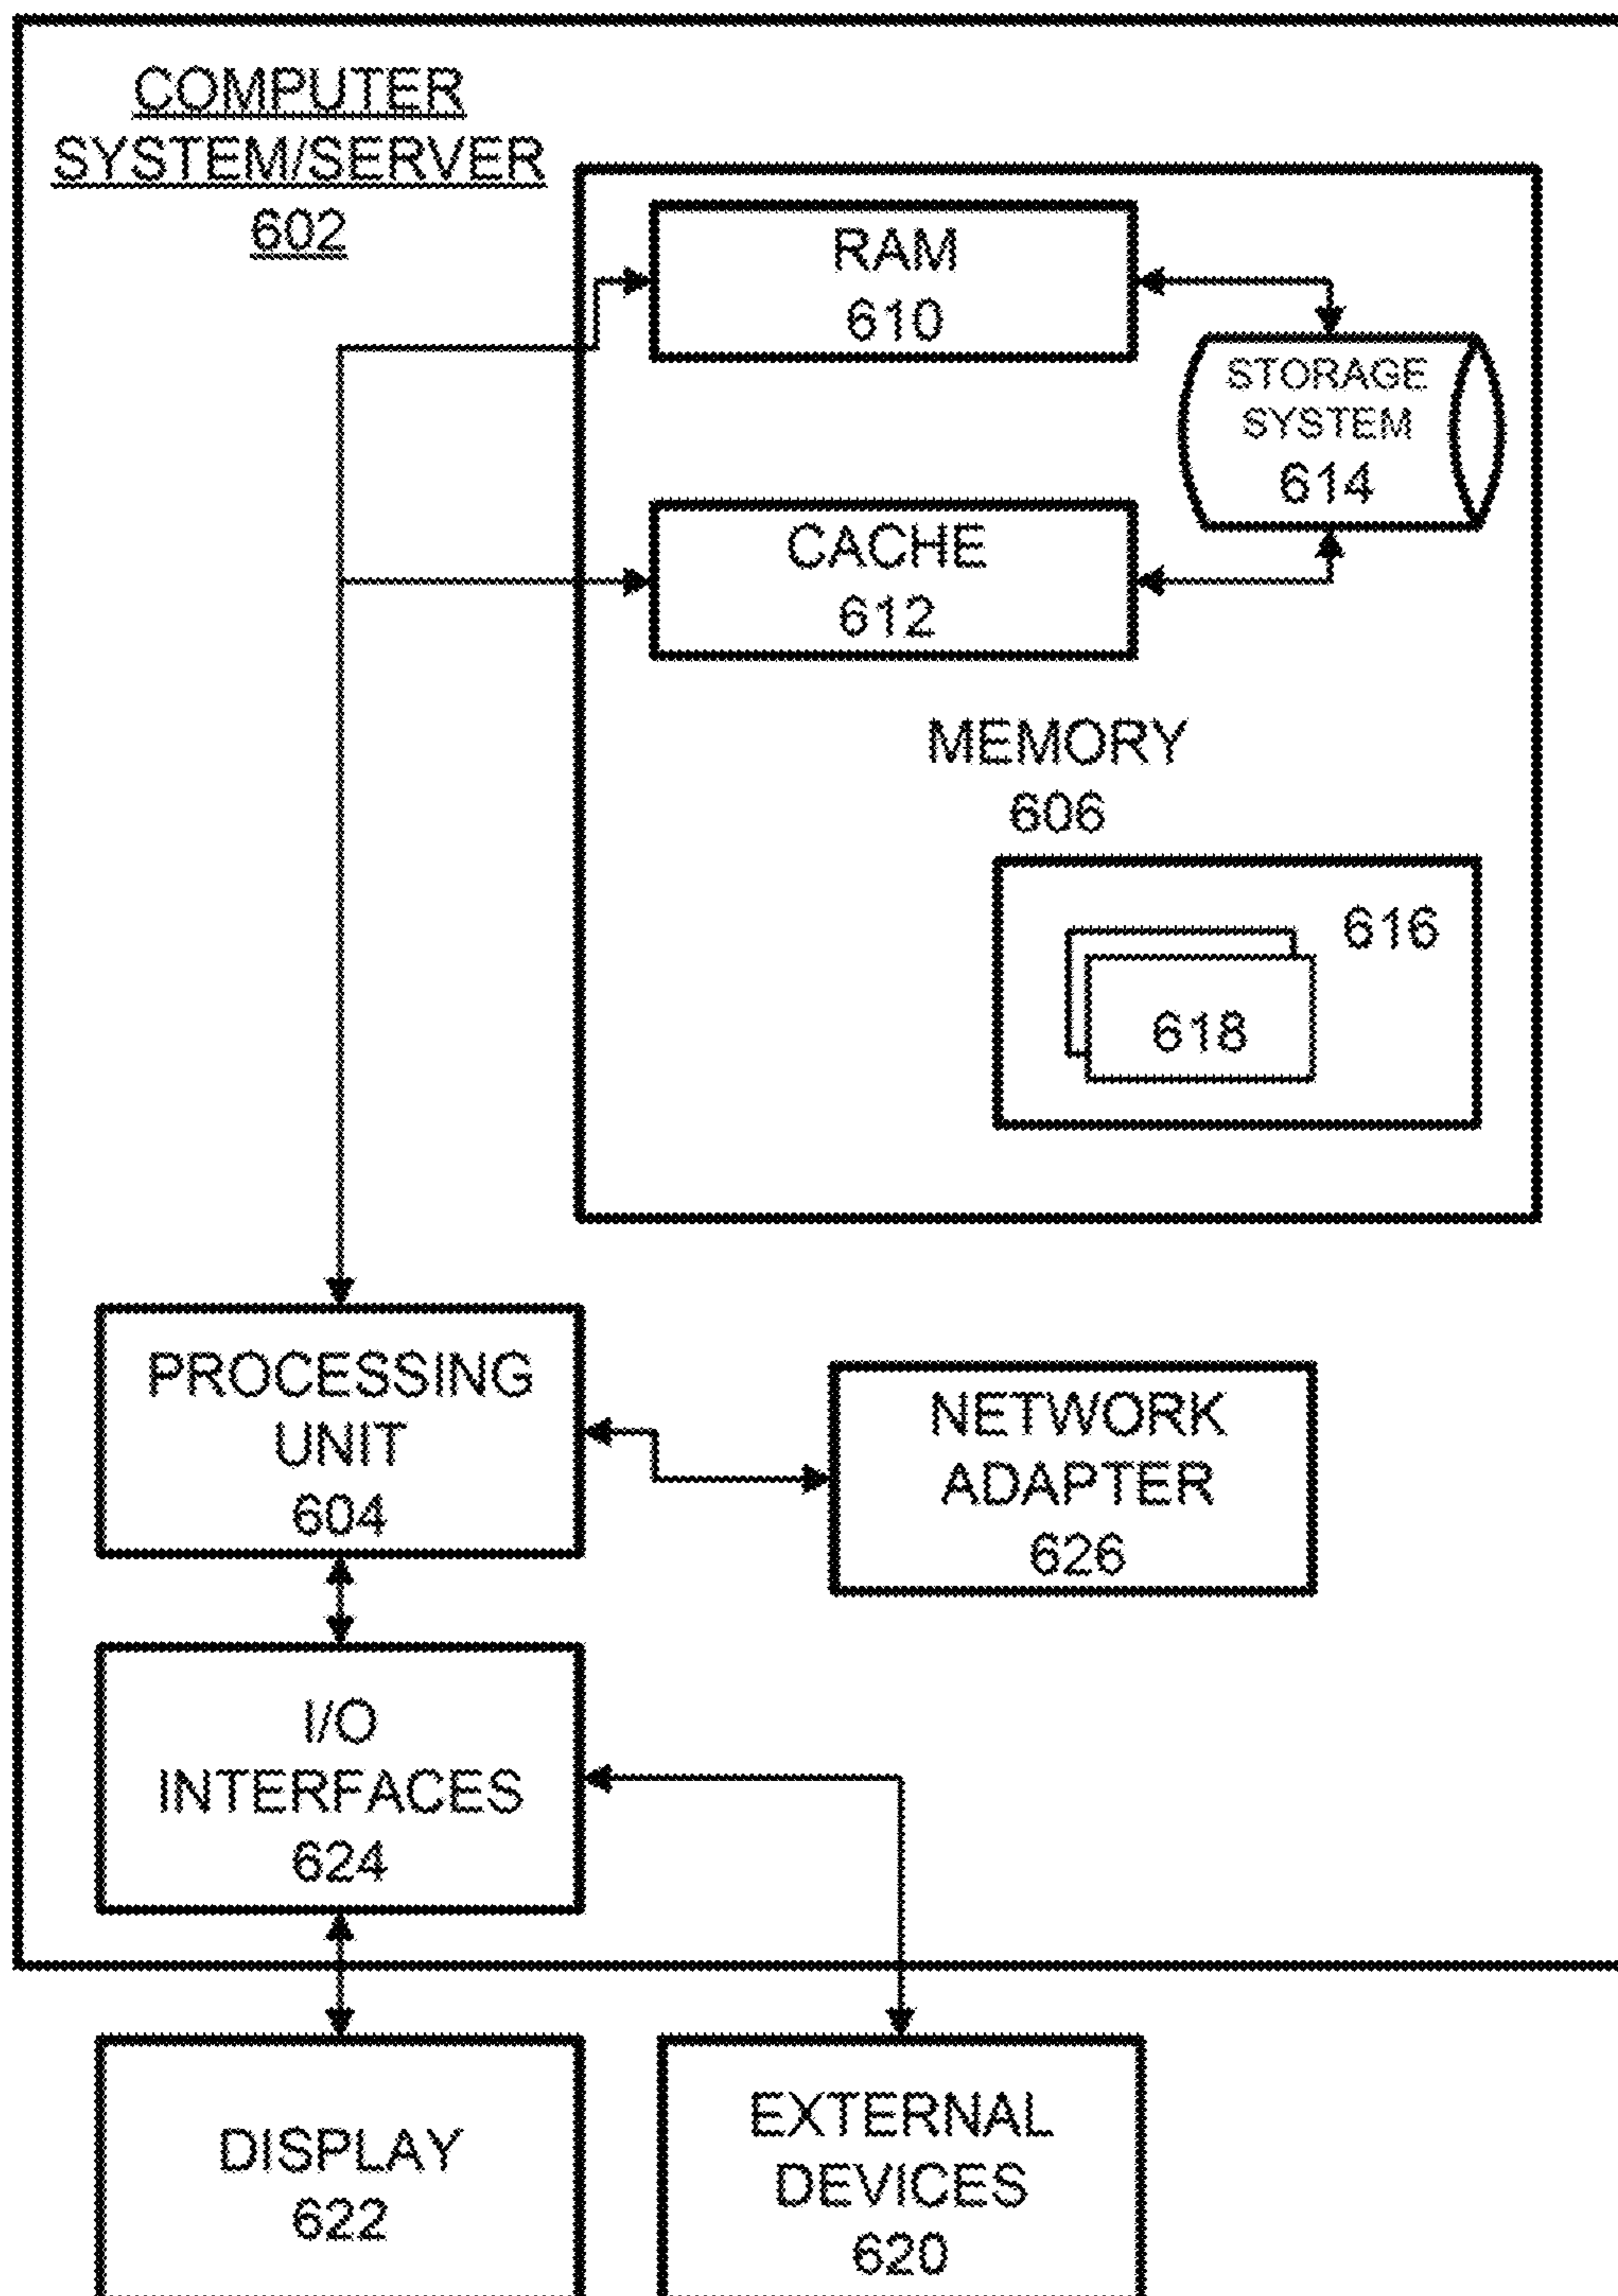 COMPUTER
SYSTEM/SERVER
602
RAM
610
STORAGE
SYSTEM
614
CACHE
612
MEMORY
606
616
618
PROCESSING
UNIT
604
NETWORK
ADAPTER
626
I/O
INTERFACES
624
DISPLAY
622
EXTERNAL
DEVICES
620